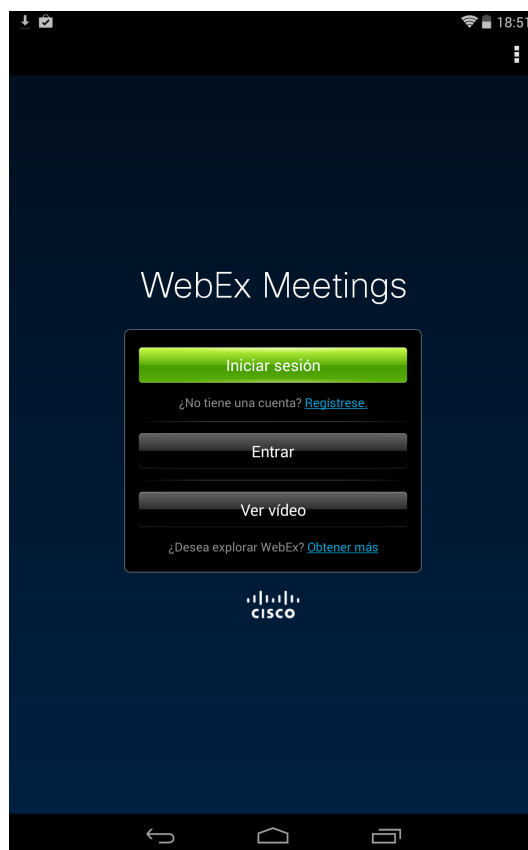 18:51
WebEx Meetings
Iniciar sesión
¿No tiene una cuenta? Regístrese.
Entrar
Ver vídeo
¿Desea explorar WebEx? Obtener más
CISCO